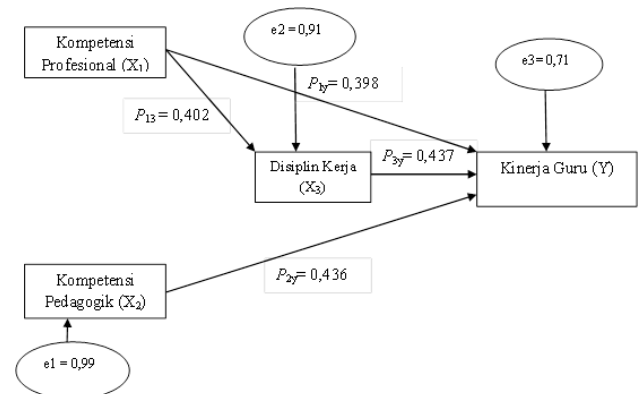 Kompetensi
Profesional (X₁)
e2 = 0,91
e3 = 0,71
P₁y= 0,398
P₁₃ = 0,402
Disiplin Kerja
(X₃)
P₃y= 0,437
Kinerja Guru (Y)
Kompetensi
Pedagogik (X₂)
P₂y= 0,436
e1 = 0,99